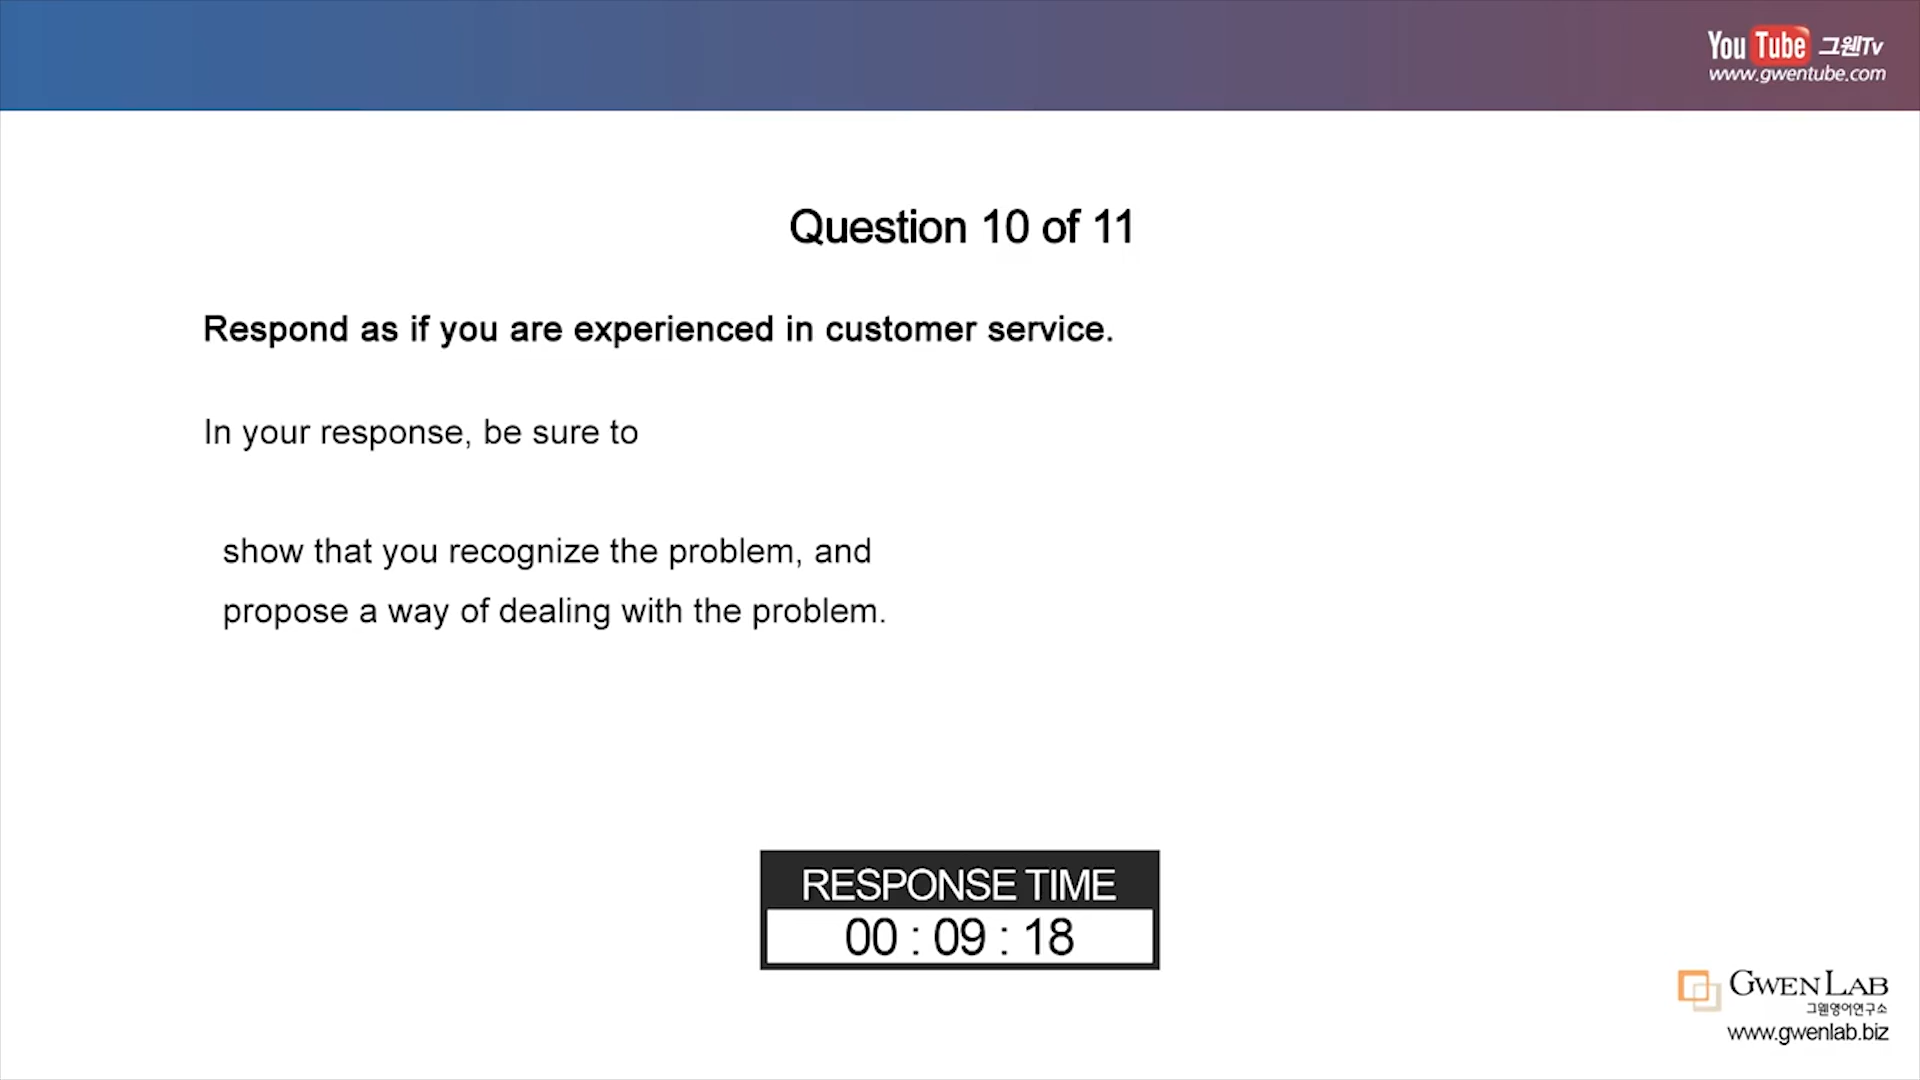 You Tube 그웬Tv
www.gwentube.com
Question 10 of 11
Respond as if you are experienced in customer service.
In your response, be sure to
show that you recognize the problem, and
propose a way of dealing with the problem.
RESPONSE TIME
00 : 09 : 18
GWEN LAB
그웬영어연구소
www.gwenlab.biz